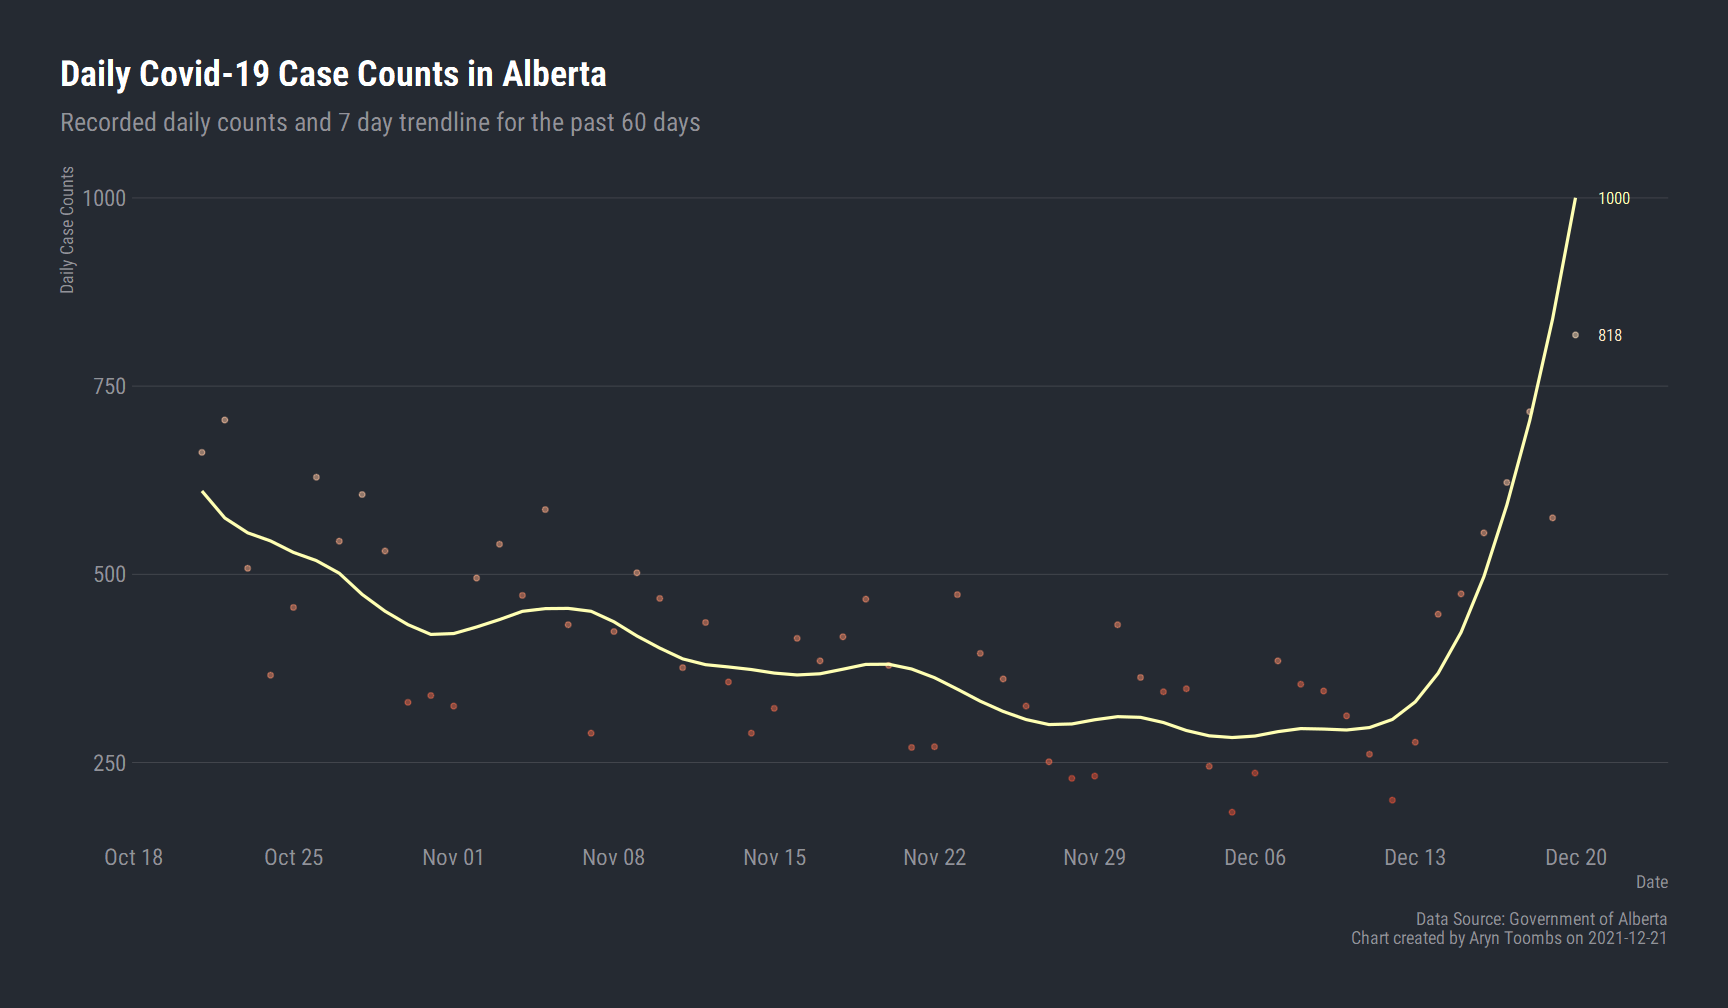 Daily Covid-19 Case Counts in Alberta
Recorded daily counts and 7 day trendline for the past 60 days
Daily Case Counts
1000
1000
818
750
500
250
Oct 18 Oct 25 Nov 01 Nov 08 Nov 15 Nov 22 Nov 29 Dec 06 Dec 13 Dec 20
Date
Data Source: Government of Alberta
Chart created by Aryn Toombs on 2021-12-21